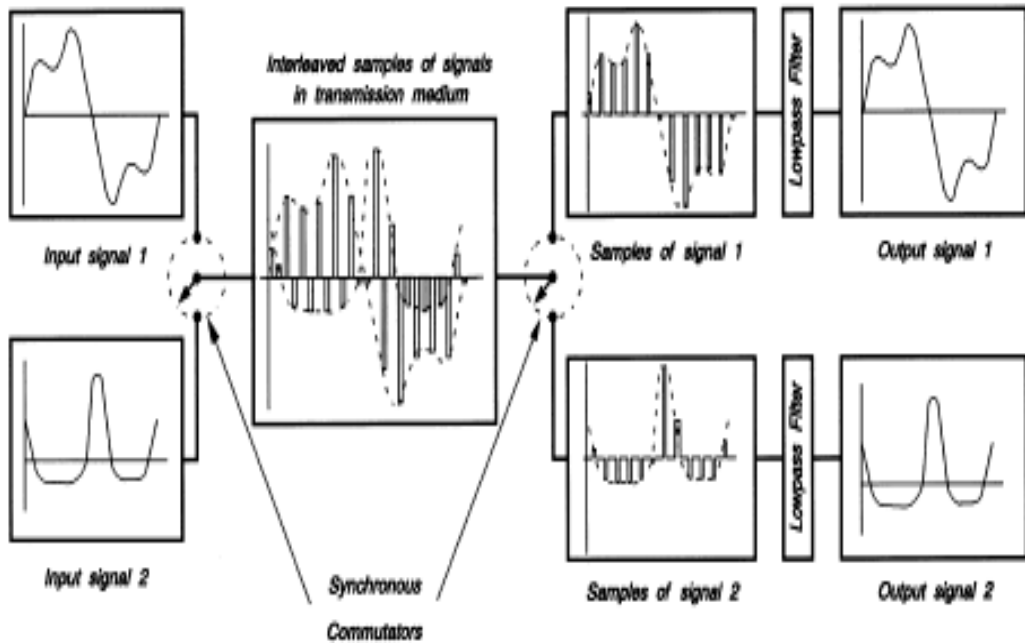 Interleaved samples of signals
in transmission medium
Input signal 1
Samples of signal 1
Lowpass Filter
Output signal 1
Input signal 2
Synchronous
Commutators
Samples of signal 2
Lowpass Filter
Output signal 2